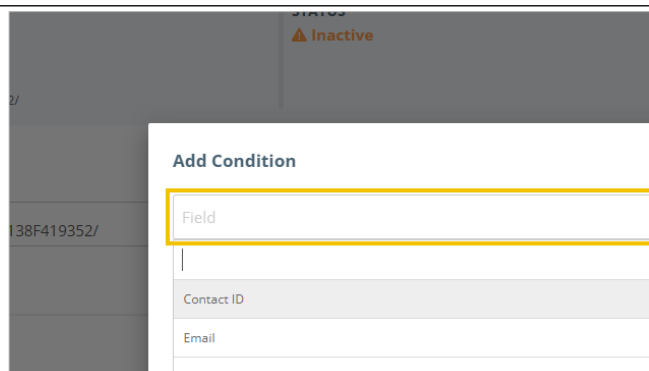 STATUS
Inactive
2/
Add Condition
Field
138F419352/
Contact ID
Email